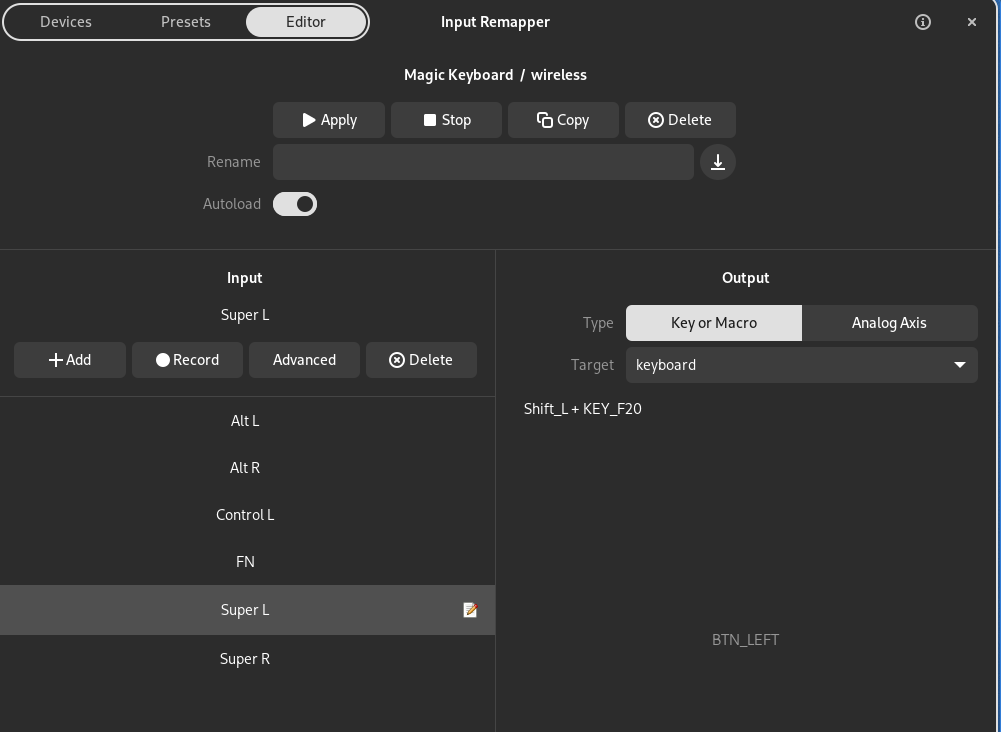 Devices Presets Editor Input Remapper
Magic Keyboard / wireless
Apply Stop Copy Delete
Rename
Autoload
Input
Super L
Add Record Advanced Delete
Alt L
Alt R
Control L
FN
Super L
Super R
Output
Type Key or Macro Analog Axis
Target keyboard
Shift_L + KEY_F20
BTN_LEFT